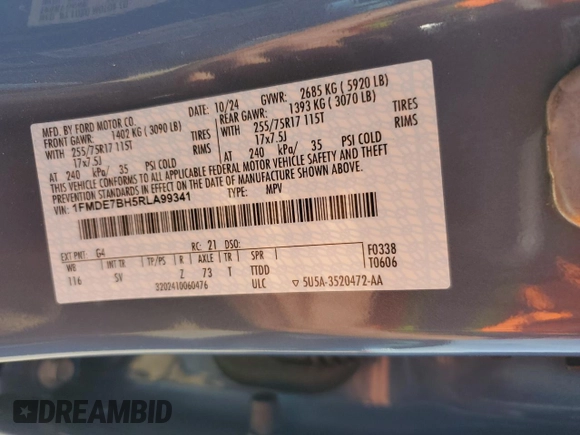 MFD. BY FORD MOTOR CO. DATE: 10/24 GVWR: 2685 KG ( 5920 LB)
FRONT GAWR: 1402 KG ( 3090 LB) REAR GAWR: 1393 KG ( 3070 LB)
WITH 255/75R17 115T TIRES WITH 255/75R17 115T TIRES
17x7.5J RIMS 17x7.5J RIMS
AT 240 kPa/ 35 PSI COLD AT 240 kPa/ 35 PSI COLD
THIS VEHICLE CONFORMS TO ALL APPLICABLE FEDERAL MOTOR VEHICLE SAFETY AND THEFT
PREVENTION STANDARDS IN EFFECT ON THE DATE OF MANUFACTURE SHOWN ABOVE.
VIN: 1FMDE7BH5RLA99341 TYPE: MPV
EXT PNT: G4 RC: 21 DSO: F0338
WB INT TR TP/PS R AXLE TR SPR T0606
116 SV Z 73 T TTDD
3202410060476 ULC ▽ 5U5A-3520472-AA
DREAMBID